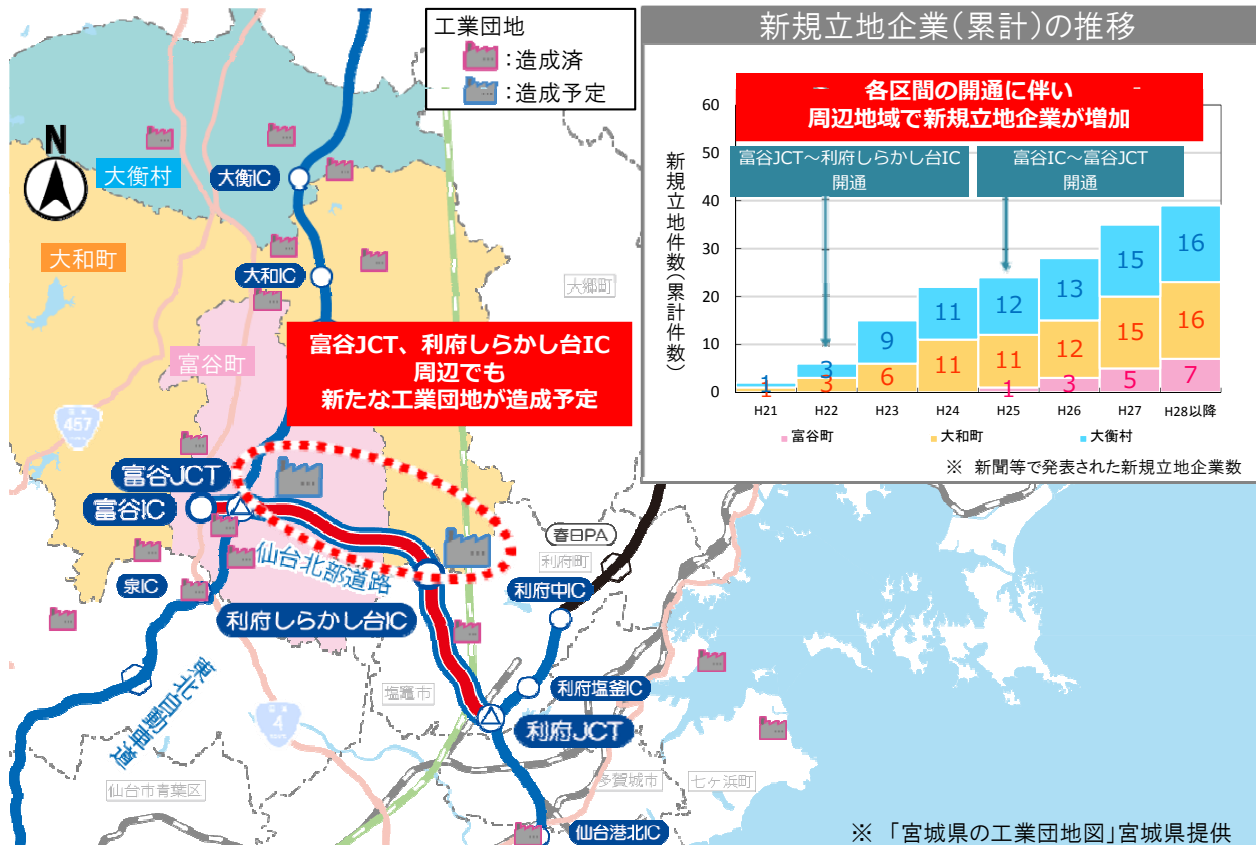 工業団地
：造成済
：造成予定
N
大衡村
大衡IC
大和町
大和IC
大郷町
富谷町
富谷JCT、利府しらかし台IC
周辺でも
新たな工業団地が造成予定
457
富谷JCT
富谷IC
仙台北部道路
春日PA
利府町
泉IC
利府中IC
利府しらかし台IC
東北自動車道
塩竈市
利府塩釜IC
4
利府JCT
仙台市青葉区
多賀城市
七ヶ浜町
仙台港北IC
※ 「宮城県の工業団地図」宮城県提供
新規立地企業(累計)の推移
各区間の開通に伴い
周辺地域で新規立地企業が増加
富谷JCT～利府しらかし台IC
開通
富谷IC～富谷JCT
開通
新規立地件数(累計件数)
60
50
40
30
20
10
0
1 3 9 11 12 13 15 16
1 3 6 11 11 12 15 16
1 3 5 7
H21 H22 H23 H24 H25 H26 H27 H28以降
富谷町 大和町 大衡村
※ 新聞等で発表された新規立地企業数